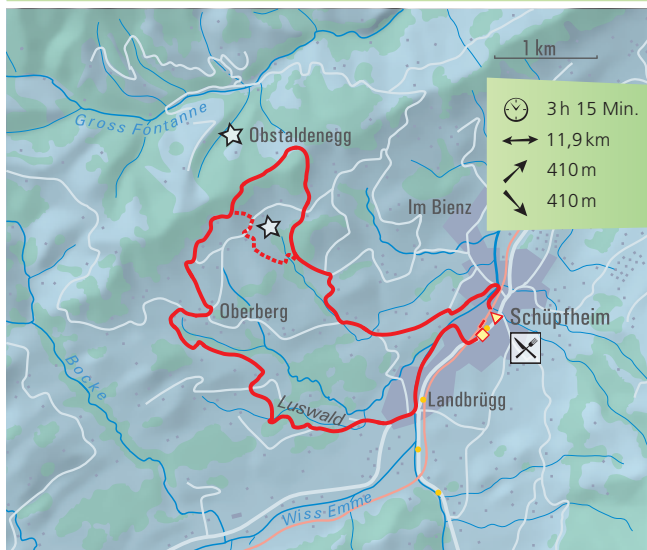 1 km
3 h 15 Min.
11,9 km
410 m
410 m
Gross Fontanne
Obstaldenegg
Im Bienz
Oberberg
Schüpfheim
Bocke
Luswald
Landbrügg
Wiss Emme